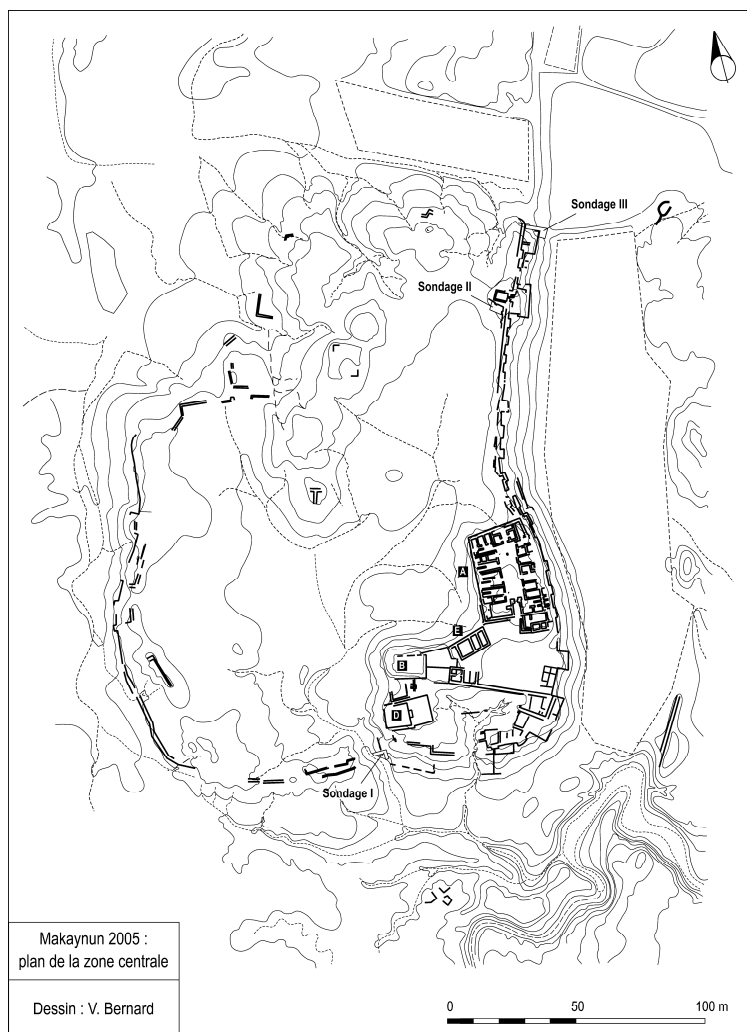 Sondage III
Sondage II
A
E
B
D
Sondage I
Makaynun 2005 :
plan de la zone centrale
Dessin : V. Bernard
0 50 100 m